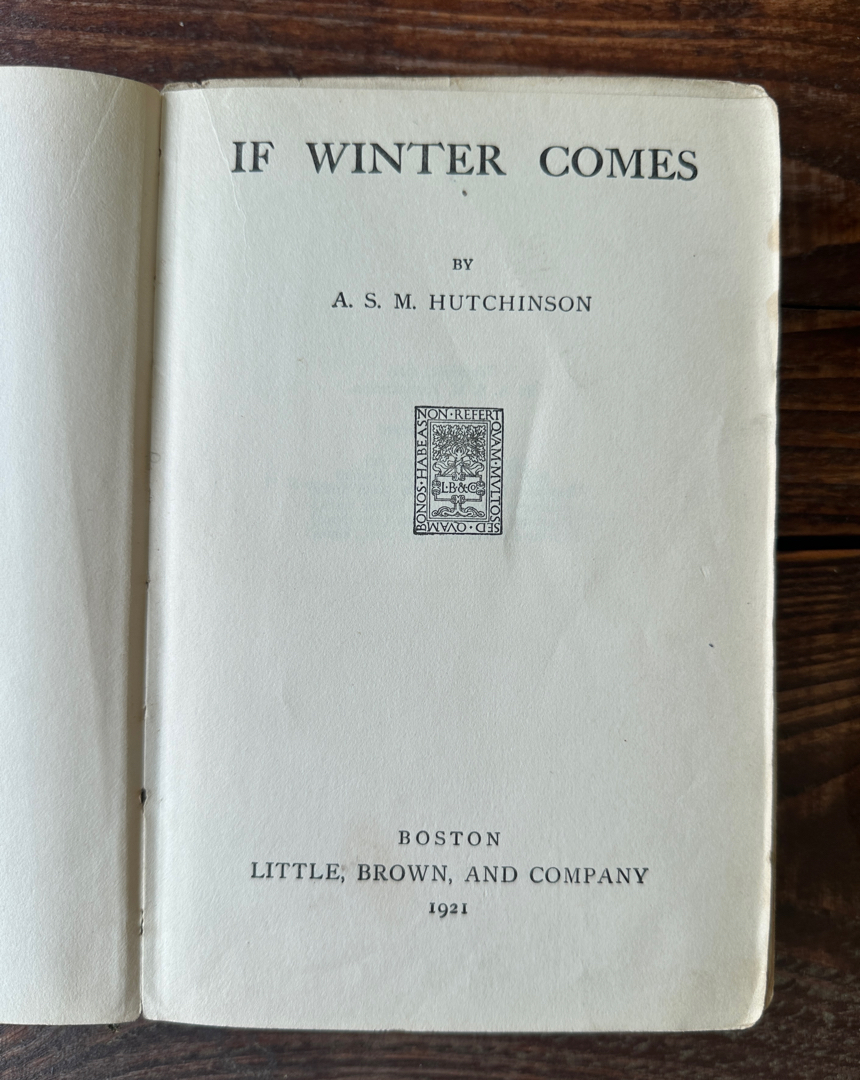 IF WINTER COMES
BY
A. S. M. HUTCHINSON
NON·REFERT
QVAM·MVLTOS
SED·QVAM
BONOS·HABEAS
L·B·&·Co
BOSTON
LITTLE, BROWN, AND COMPANY
1921